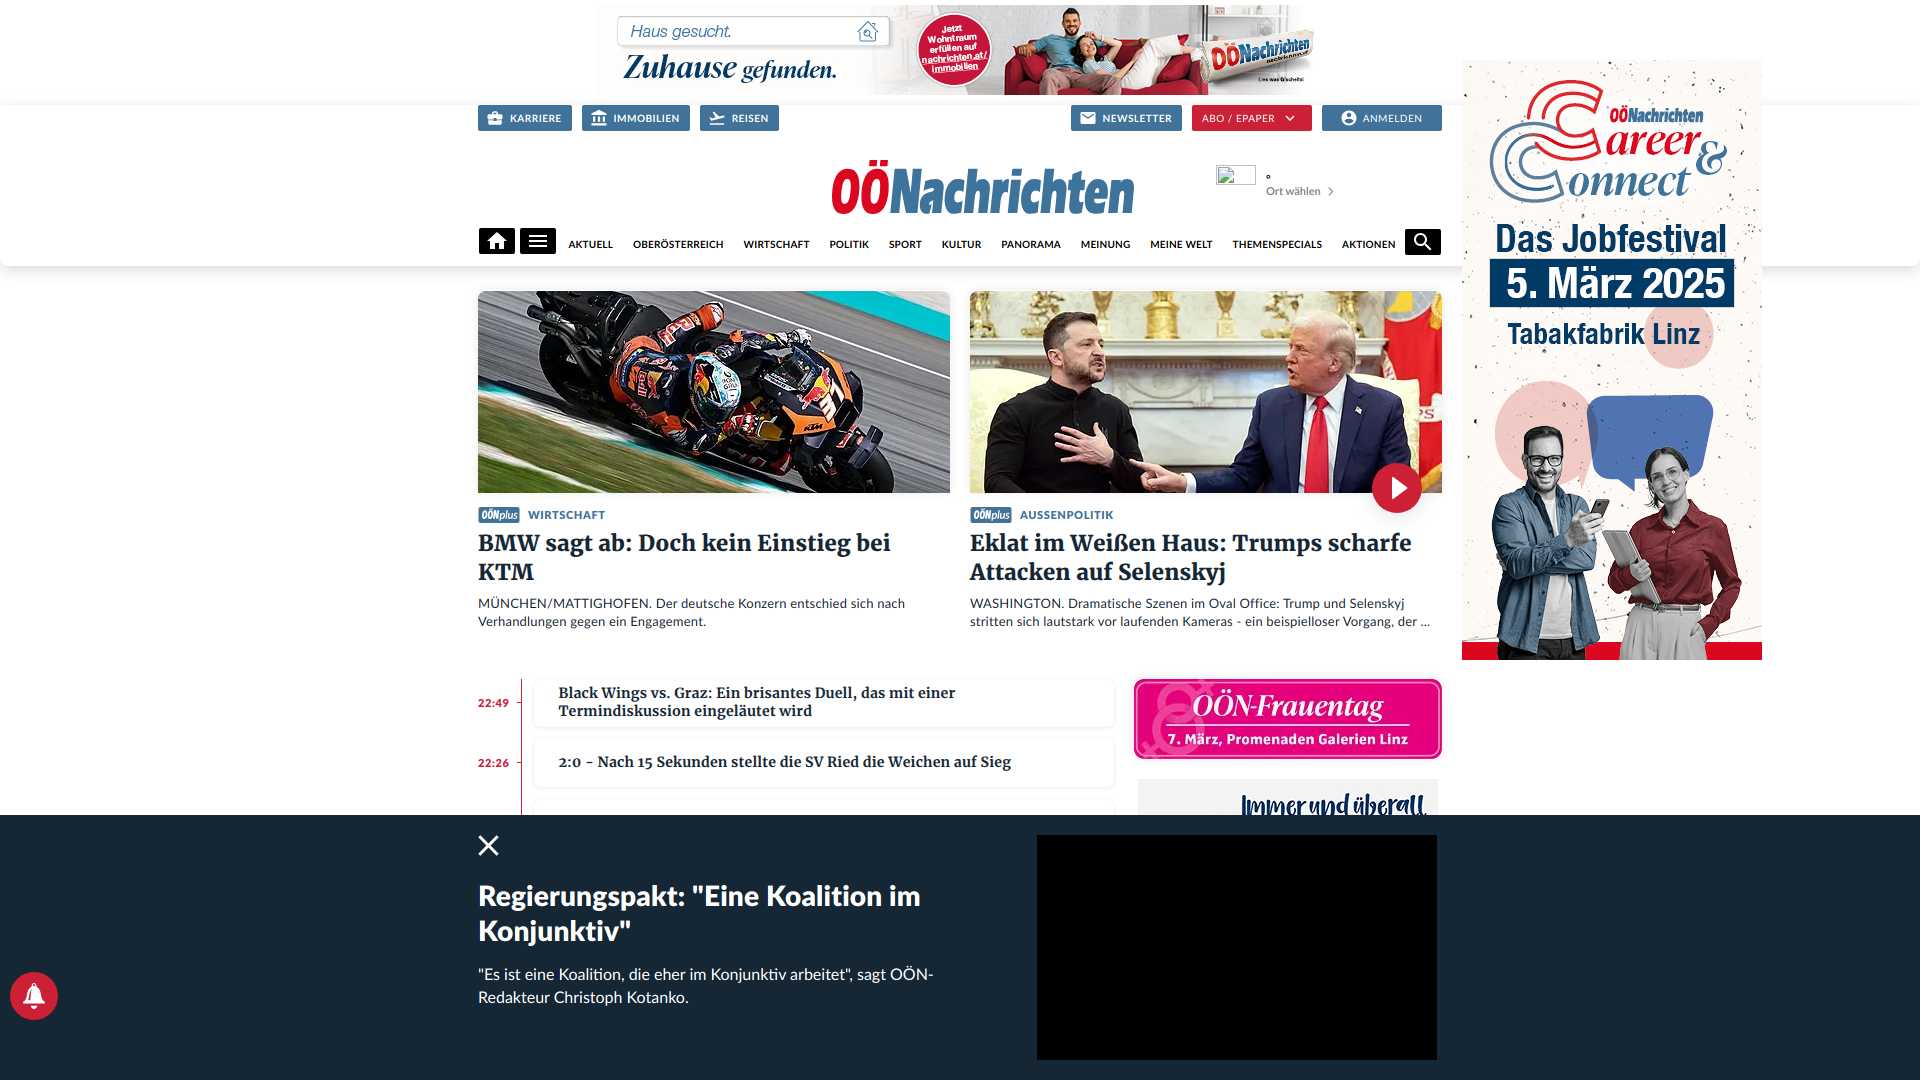 Haus gesucht.
Zuhause gefunden.
Jetzt
Wohntraum
erfüllen auf
nachrichten.at/
immobilien
OÖNachrichten
Lies was G'scheits!
KARRIERE
IMMOBILIEN
REISEN
NEWSLETTER
ABO / EPAPER
ANMELDEN
OÖNachrichten
°
Ort wählen
AKTUELL
OBERÖSTERREICH
WIRTSCHAFT
POLITIK
SPORT
KULTUR
PANORAMA
MEINUNG
MEINE WELT
THEMENSPECIALS
AKTIONEN
OÖNachrichten
Career &
Connect
Das Jobfestival
5. März 2025
Tabakfabrik Linz
OÖNplus WIRTSCHAFT
BMW sagt ab: Doch kein Einstieg bei
KTM
MÜNCHEN/MATTIGHOFEN. Der deutsche Konzern entschied sich nach
Verhandlungen gegen ein Engagement.
OÖNplus AUSSENPOLITIK
Eklat im Weißen Haus: Trumps scharfe
Attacken auf Selenskyj
WASHINGTON. Dramatische Szenen im Oval Office: Trump und Selenskyj
stritten sich lautstark vor laufenden Kameras - ein beispielloser Vorgang, der ...
22:49
Black Wings vs. Graz: Ein brisantes Duell, das mit einer
Termindiskussion eingeläutet wird
22:26
2:0 - Nach 15 Sekunden stellte die SV Ried die Weichen auf Sieg
OÖN-Frauentag
7. März, Promenaden Galerien Linz
Immer und überall
Regierungspakt: "Eine Koalition im
Konjunktiv"
"Es ist eine Koalition, die eher im Konjunktiv arbeitet", sagt OÖN-
Redakteur Christoph Kotanko.